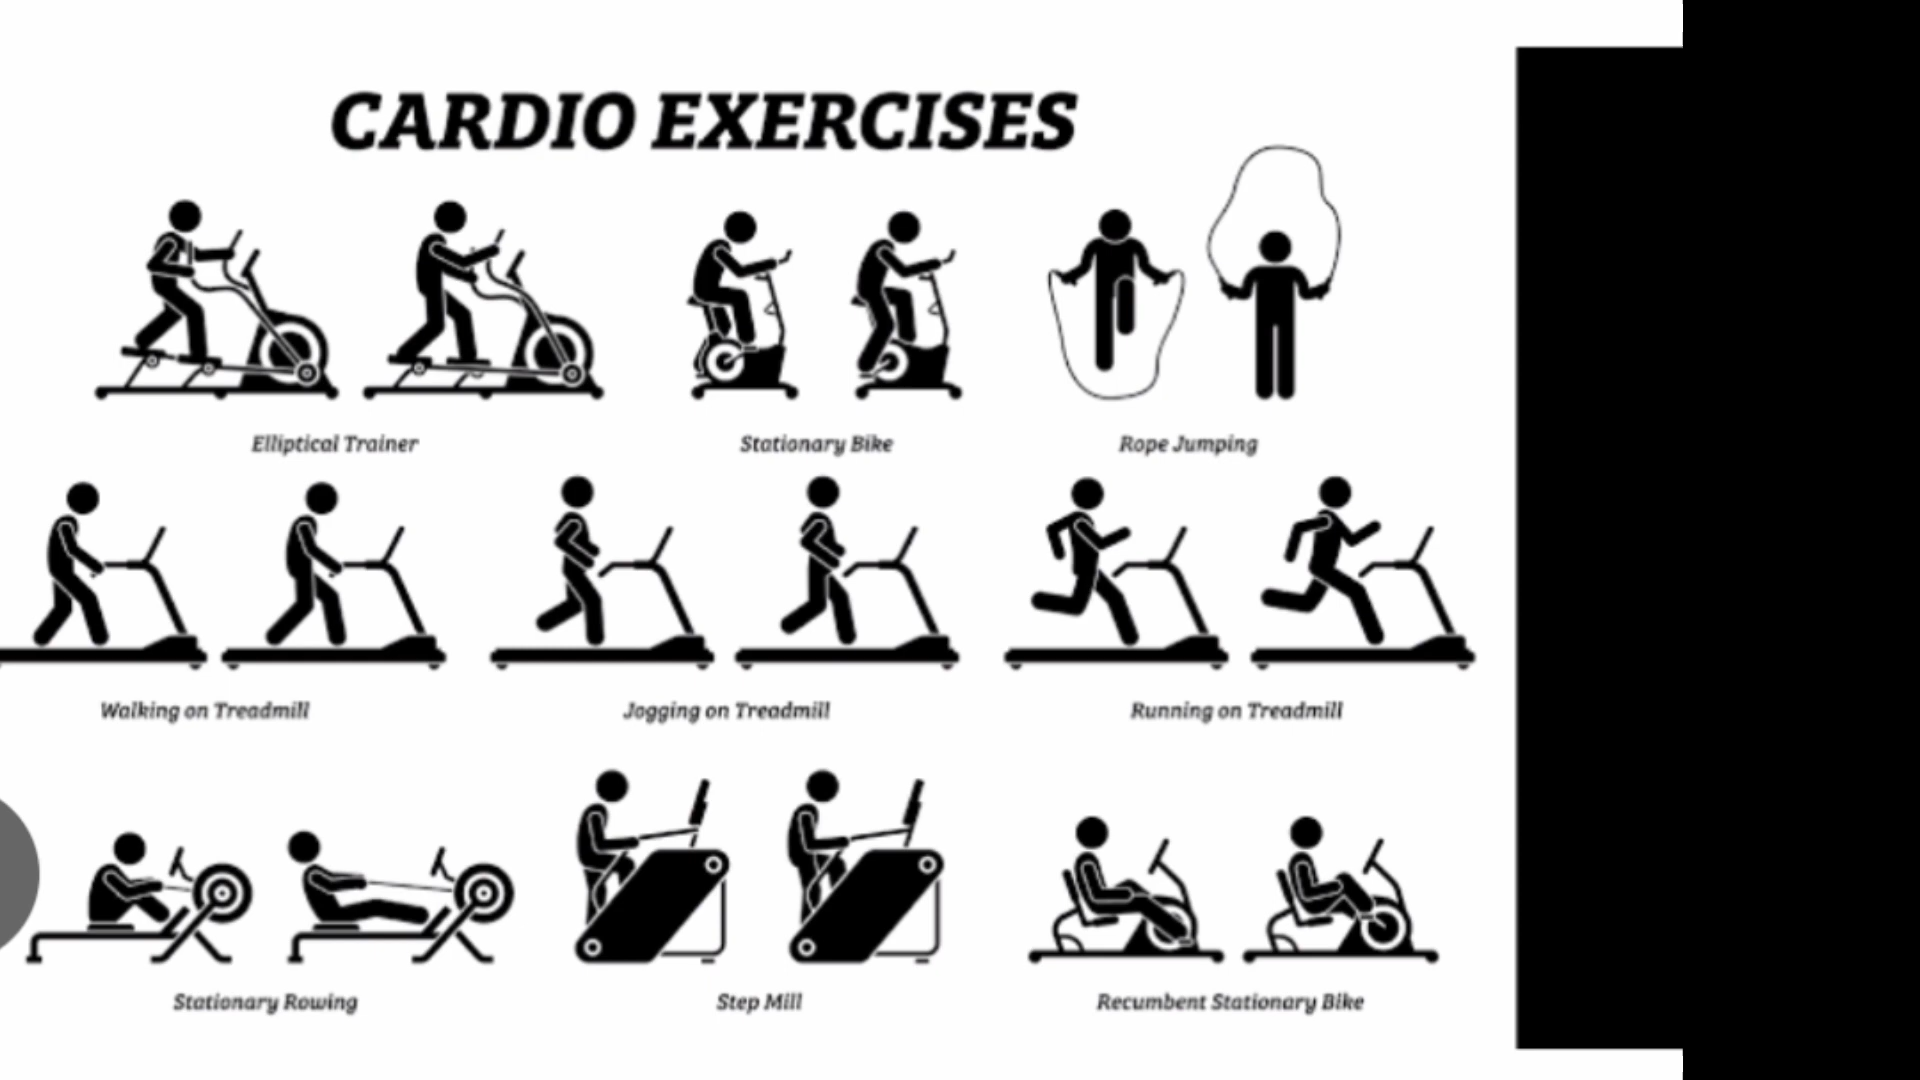 CARDIO EXERCISES
Elliptical Trainer
Stationary Bike
Rope Jumping
Walking on Treadmill
Jogging on Treadmill
Running on Treadmill
Stationary Rowing
Step Mill
Recumbent Stationary Bike